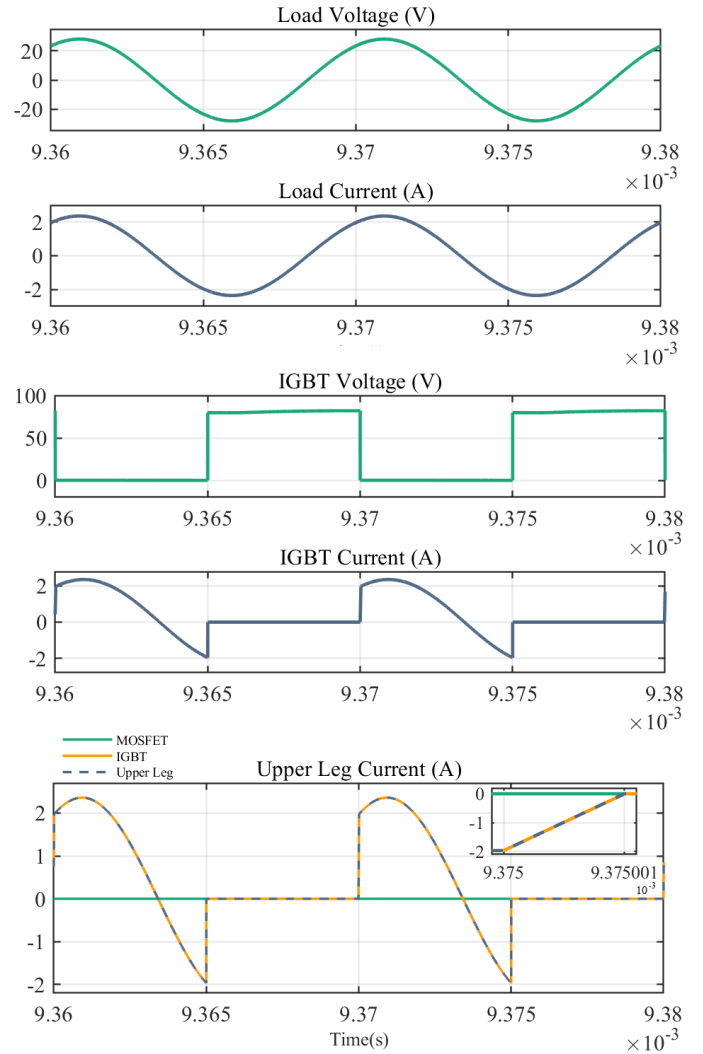 Load Voltage (V)
20
0
-20
9.36 9.365 9.37 9.375 9.38
×10-3
Load Current (A)
2
0
-2
9.36 9.365 9.37 9.375 9.38
×10-3
IGBT Voltage (V)
100
50
0
9.36 9.365 9.37 9.375 9.38
×10-3
IGBT Current (A)
2
0
-2
9.36 9.365 9.37 9.375 9.38
×10-3
MOSFET
IGBT
Upper Leg
Upper Leg Current (A)
2
1
0
-1
-2
0
-1
-2
9.375 9.375001
10-3
9.36 9.365 9.37 9.375 9.38
Time(s)
×10-3